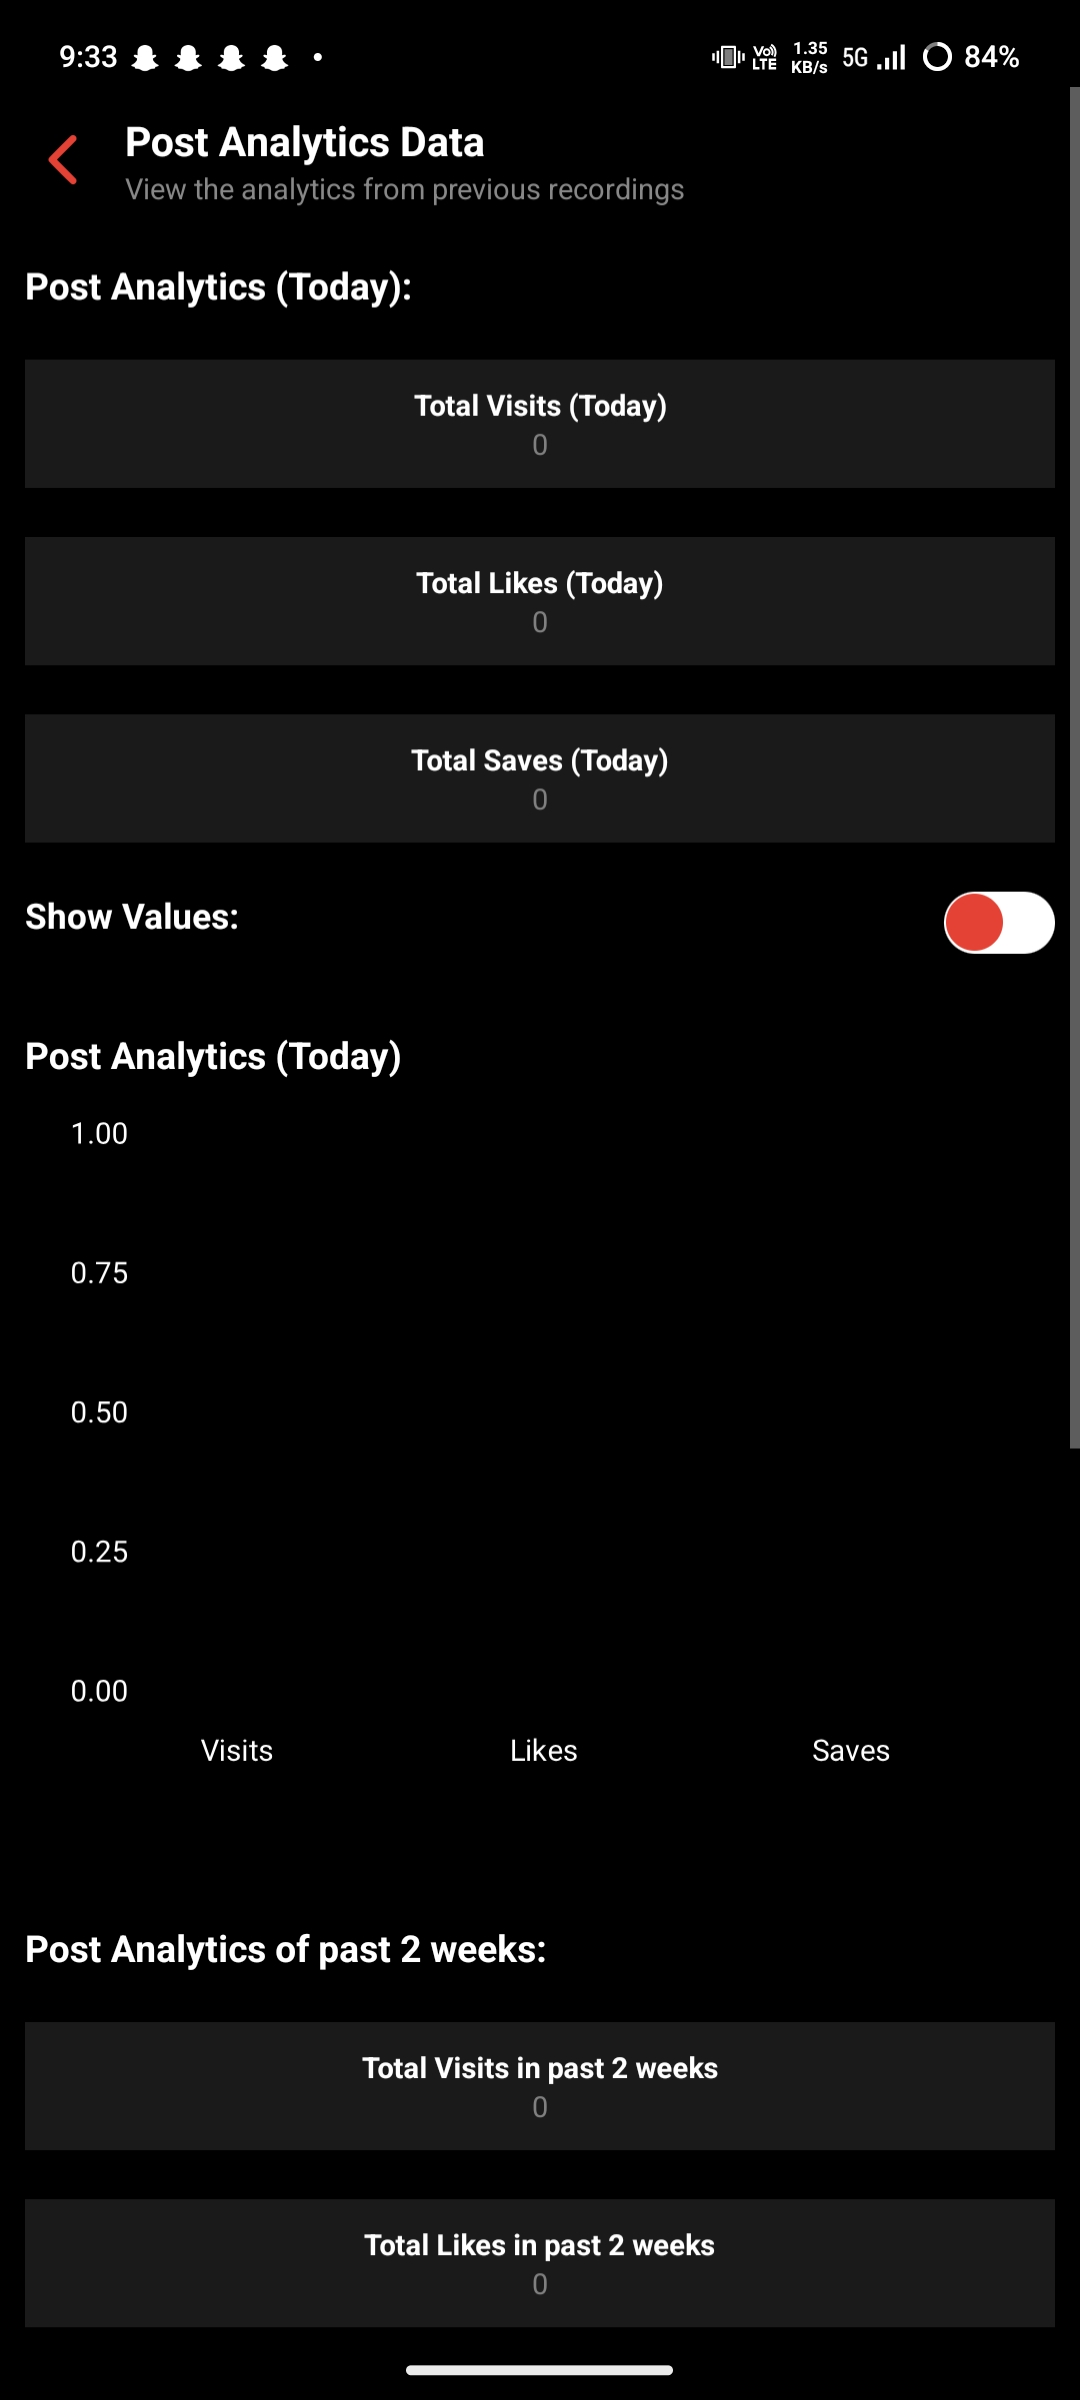 9:33
Vo) LTE
1.35 KB/s
5G
84%
Post Analytics Data
View the analytics from previous recordings
Post Analytics (Today):
Total Visits (Today)
0
Total Likes (Today)
0
Total Saves (Today)
0
Show Values:
Post Analytics (Today)
1.00
0.75
0.50
0.25
0.00
Visits Likes Saves
Post Analytics of past 2 weeks:
Total Visits in past 2 weeks
0
Total Likes in past 2 weeks
0